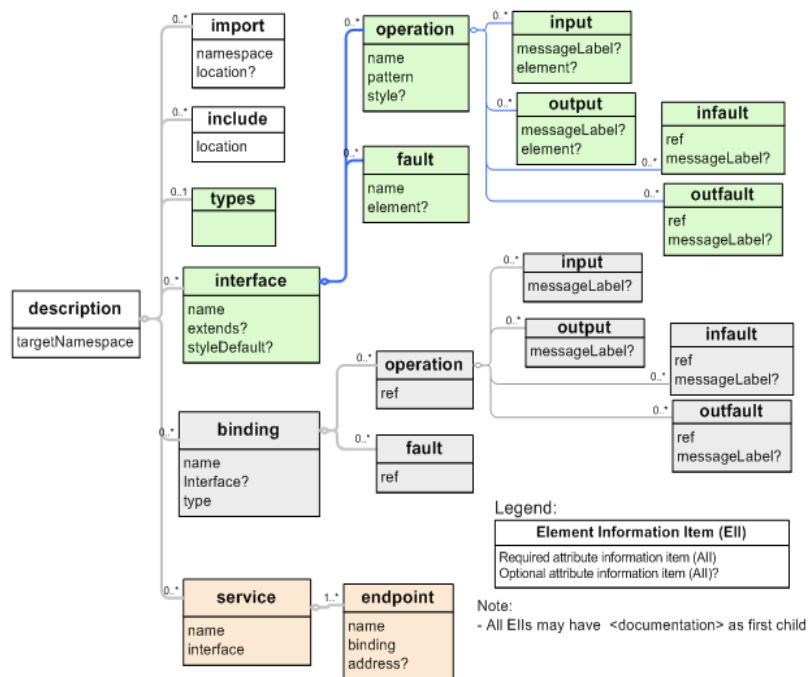 0..*
import
namespace
location?
0..*
include
location
0..1
types
0..*
interface
name
extends?
styleDefault?
description
targetNamespace
0..*
operation
name
pattern
style?
0..*
fault
name
element?
0..*
input
messageLabel?
element?
0..*
output
messageLabel?
element?
0..*
infault
ref
messageLabel?
0..*
outfault
ref
messageLabel?
0..*
binding
name
Interface?
type
0..*
operation
ref
0..*
fault
ref
0..*
input
messageLabel?
0..*
output
messageLabel?
0..*
infault
ref
messageLabel?
0..*
outfault
ref
messageLabel?
0..*
service
name
interface
1..*
endpoint
name
binding
address?
Legend:
Element Information Item (EII)
Required attribute information item (AII)
Optional attribute information item (AII)?
Note:
- All EIIs may have <documentation> as first child